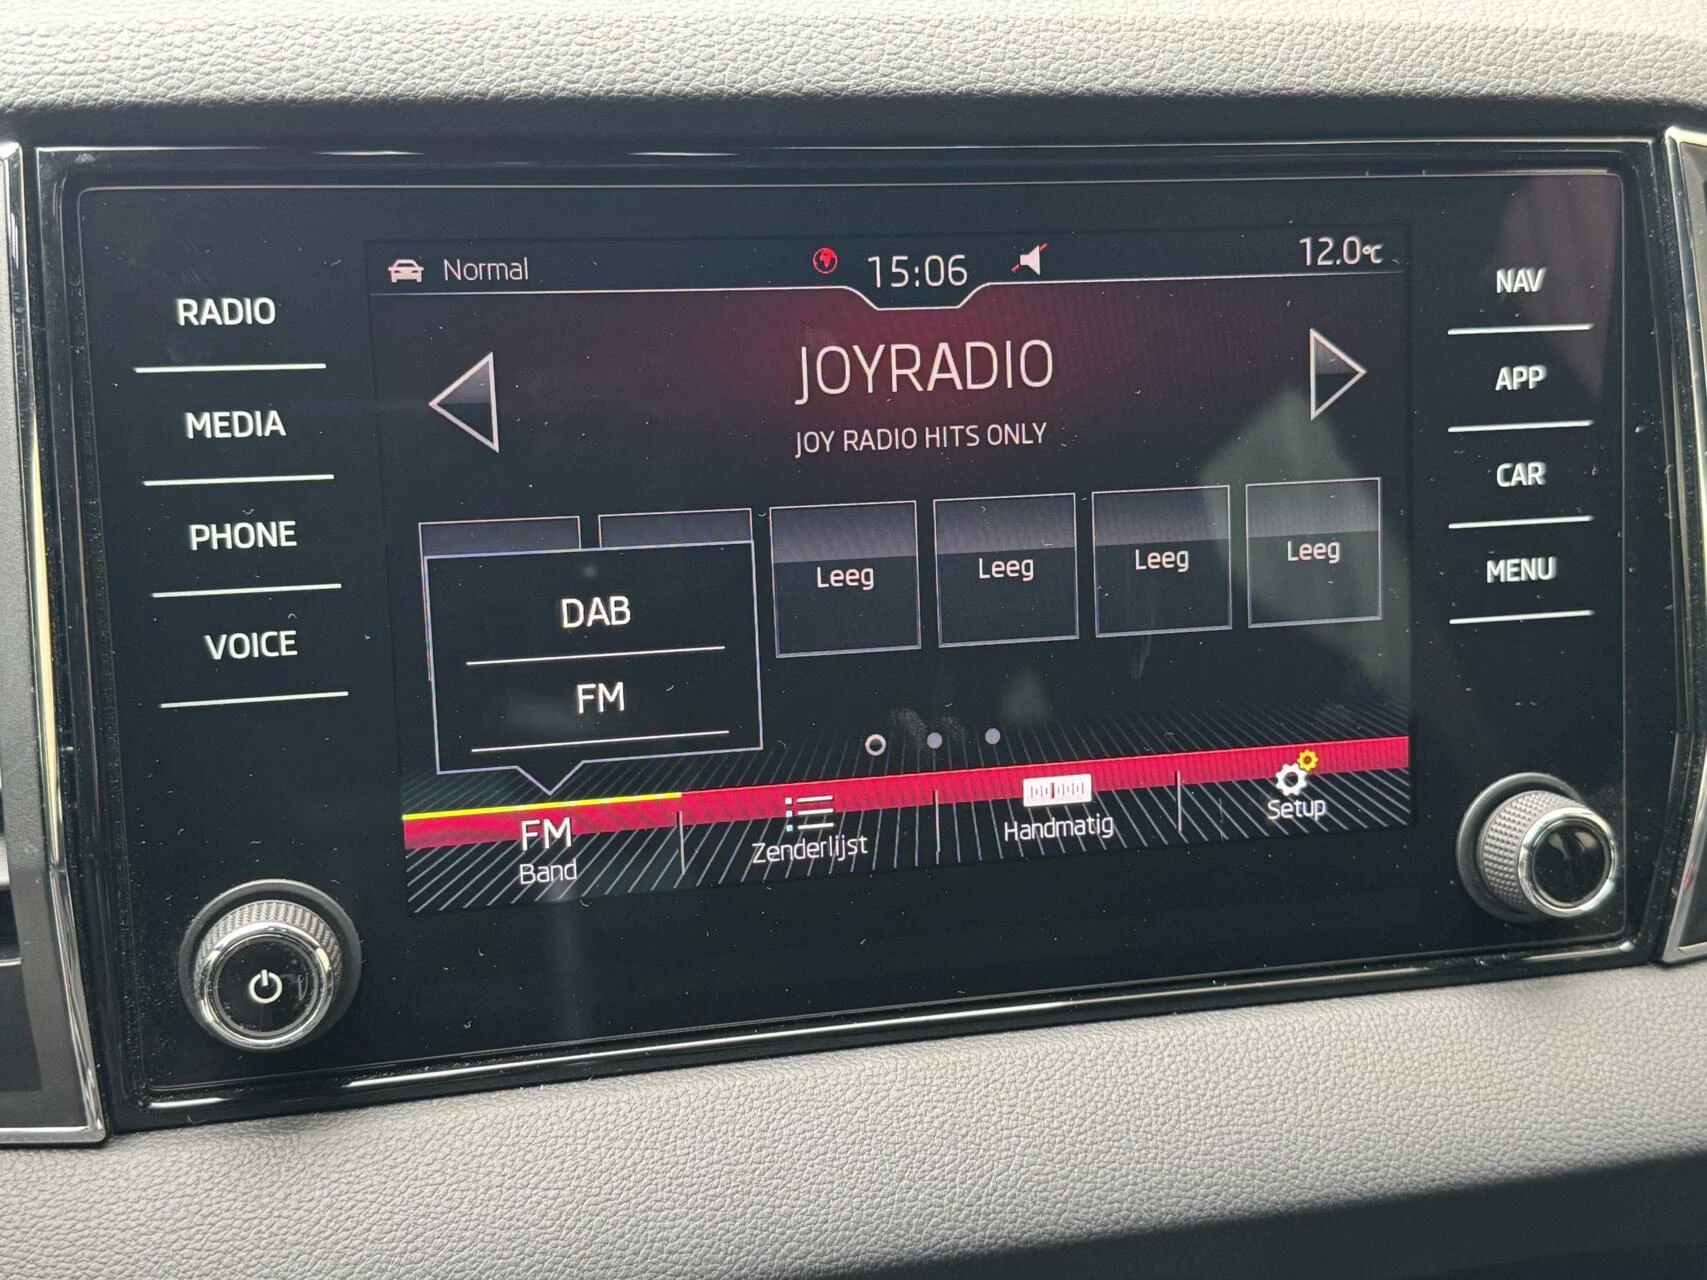 Normal
15:06
12.0°C
RADIO
MEDIA
PHONE
VOICE
JOYRADIO
JOY RADIO HITS ONLY
DAB
FM
Leeg
Leeg
Leeg
Leeg
FM
Band
Zenderlijst
Handmatig
Setup
NAV
APP
CAR
MENU